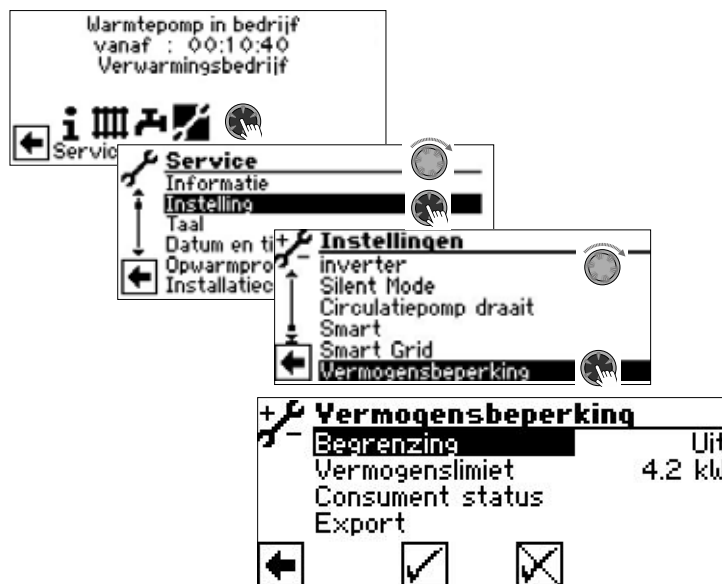 Warmtepomp in bedrijf
vanaf : 00:10:40
Verwarmingsbedrijf
Servic
Service
Informatie
Instelling
Taal
Datum en ti
Opwarmpro
Installatiec
Instellingen
inverter
Silent Mode
Circulatiepomp draait
Smart
Smart Grid
Vermogensbeperking
Vermogensbeperking
Begrenzing Uit
Vermogenslimiet 4.2 kW
Consument status
Export